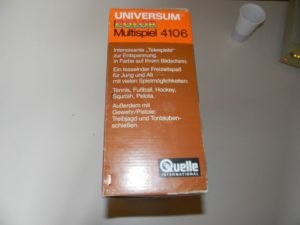 UNIVERSUM
COLOR
Multispiel 4106
Interessante „Telespiele"
zur Entspannung.
In Farbe auf Ihrem Bildschirm.
Ein fesselnder Freizeitspaß
für Jung und Alt
mit vielen Spielmöglichkeiten:
Tennis, Fußball, Hockey,
Squash, Pelota.
Außerdem mit
Gewehr/Pistole:
Treibjagd und Tontauben-
schießen.
Quelle
INTERNATIONAL